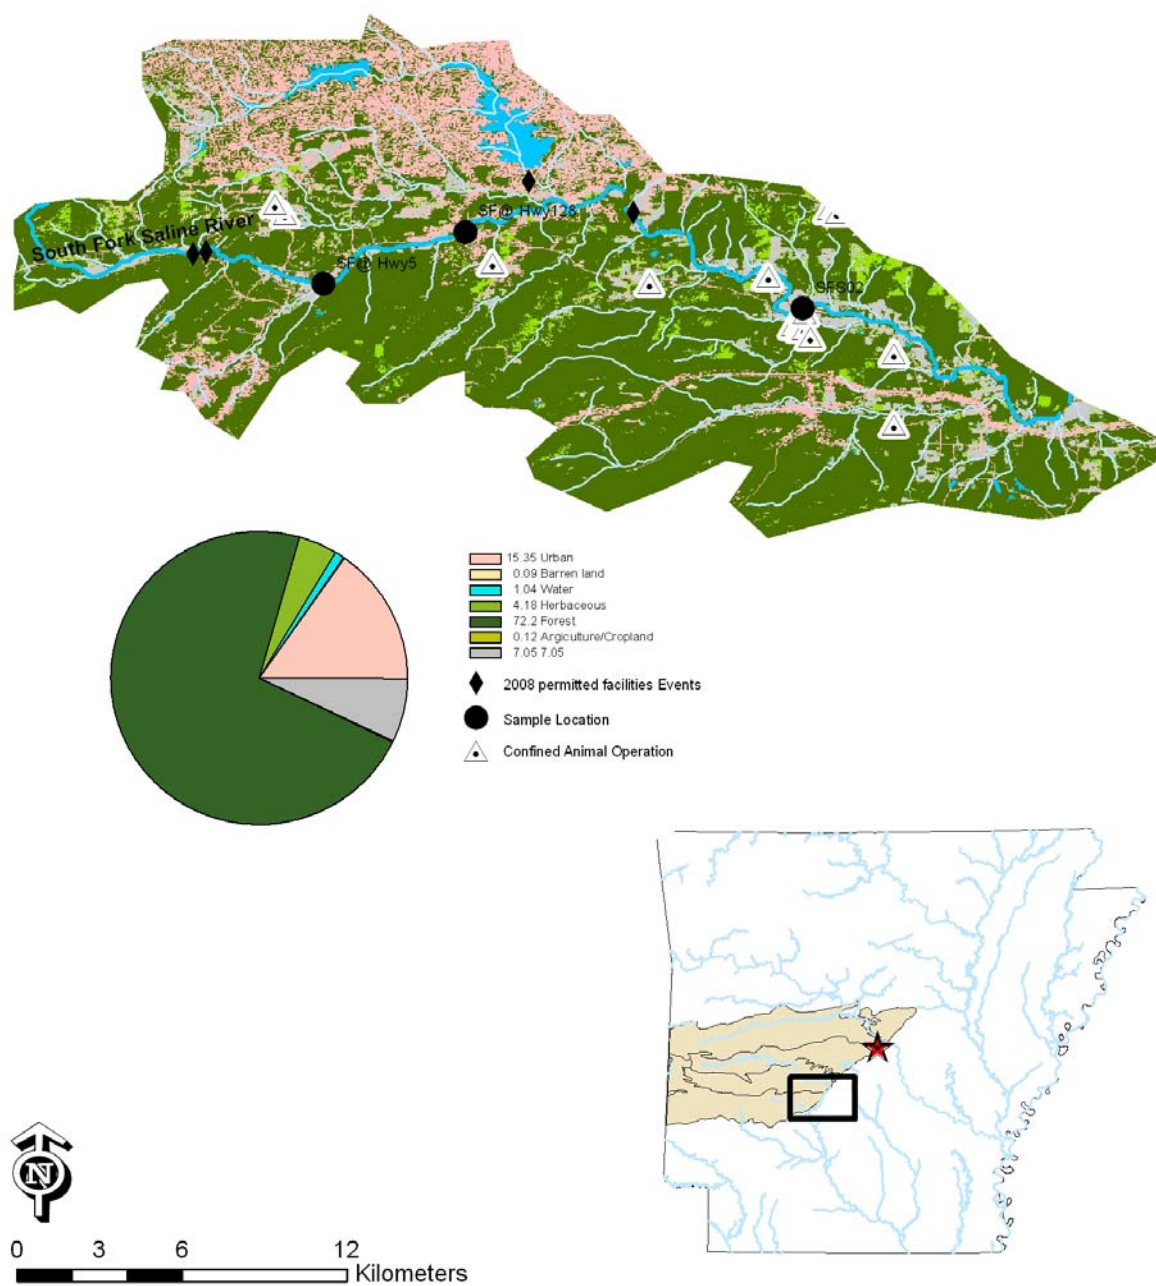 SF@ Hwy128
South Fork Saline River
SF@ Hwy5
SFS02
15.35 Urban
0.09 Barren land
1.04 Water
4.18 Herbaceous
72.2 Forest
0.12 Argiculture/Cropland
7.05 7.05
2008 permitted facilities Events
Sample Location
Confined Animal Operation
N
0 3 6 12
Kilometers